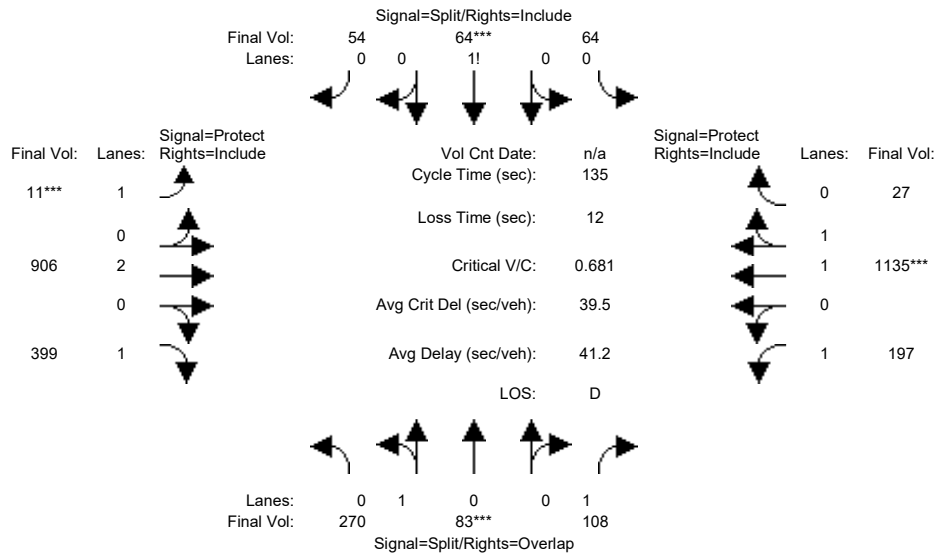 Signal=Split/Rights=Include
Final Vol: 54 64*** 64
Lanes: 0 0 1! 0 0
Signal=Protect
Final Vol: Lanes: Rights=Include
Vol Cnt Date: n/a
Signal=Protect
Rights=Include Lanes: Final Vol:
Cycle Time (sec): 135
11*** 1
0 27
Loss Time (sec): 12
0
1
906 2
Critical V/C: 0.681
1 1135***
0
Avg Crit Del (sec/veh): 39.5
0
399 1
Avg Delay (sec/veh): 41.2
1 197
LOS: D
Lanes: 0 1 0 0 1
Final Vol: 270 83*** 108
Signal=Split/Rights=Overlap